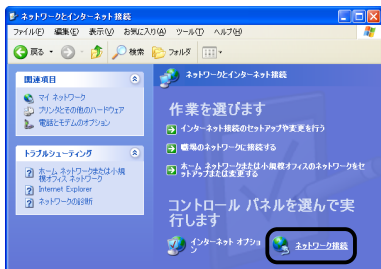 ネットワークとインターネット接続
ファイル(F) 編集(E) 表示(V) お気に入り(A) ツール(T) ヘルプ(H)
戻る 検索 フォルダ
関連項目
マイ ネットワーク
プリンタとその他のハードウェア
電話とモデムのオプション
トラブルシューティング
ホーム ネットワークまたは小規
模オフィス ネットワーク
Internet Explorer
ネットワークの診断
ネットワークとインターネット接続
作業を選びます
インターネット接続のセットアップや変更を行う
職場のネットワークに接続する
ホーム ネットワークまたは小規模オフィスのネットワークをセ
ットアップまたは変更する
コントロール パネルを選んで実
行します
インターネット オプショ
ン
ネットワーク接続